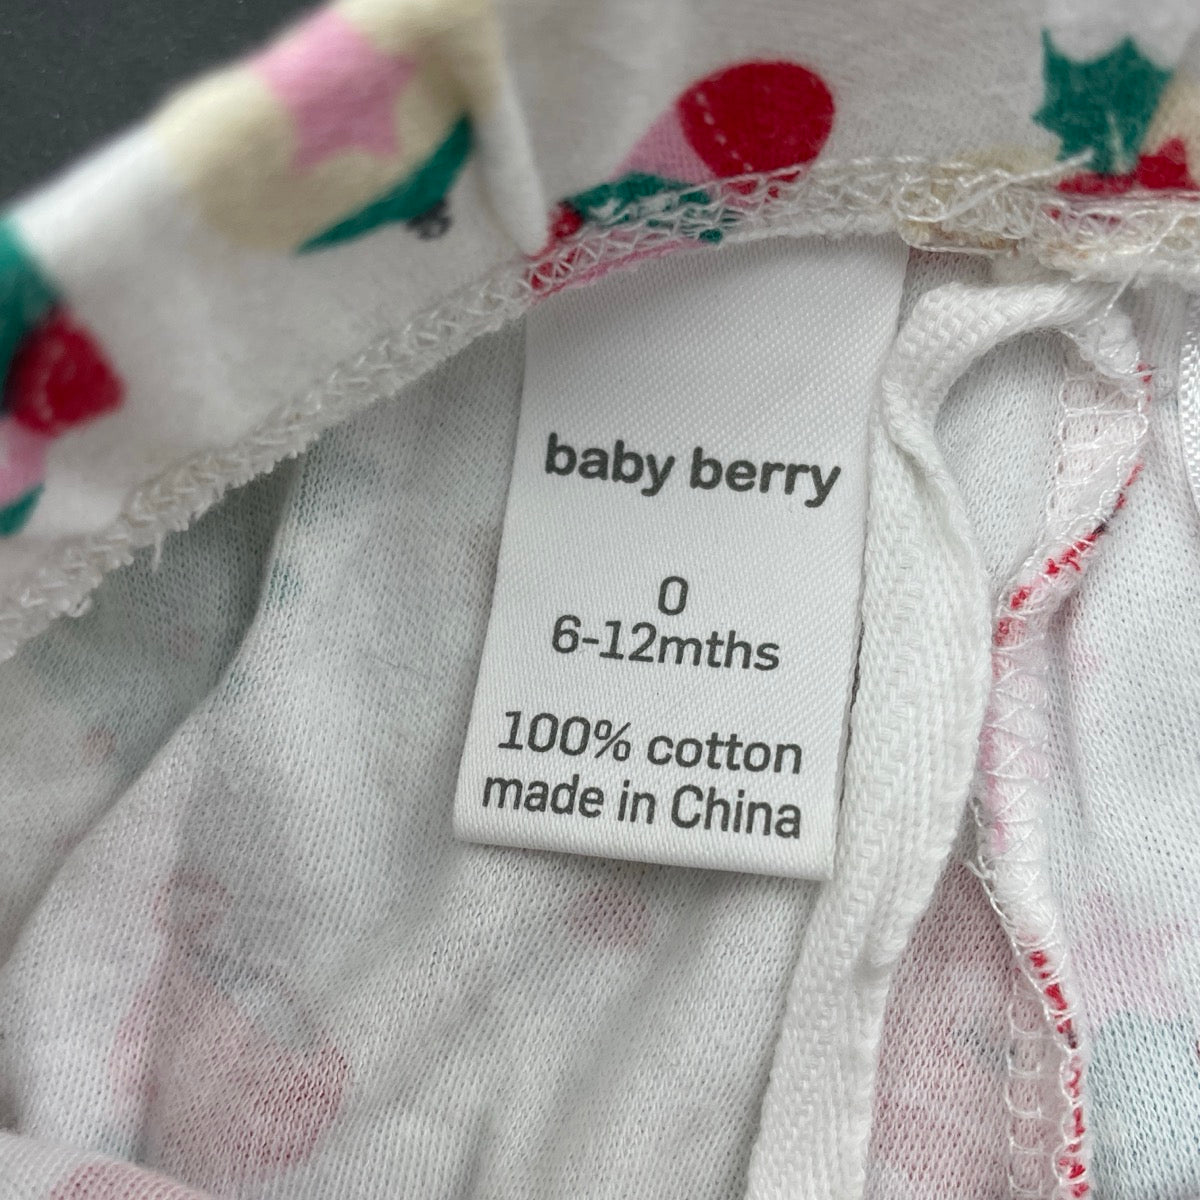 baby berry
0
6-12mths
100% cotton
made in China